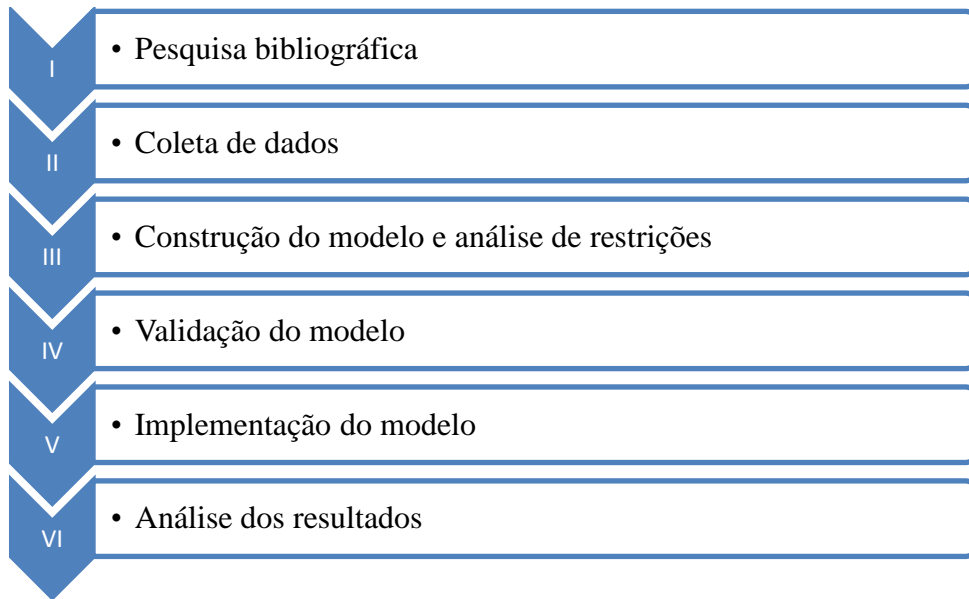 I
• Pesquisa bibliográfica
II
• Coleta de dados
III
• Construção do modelo e análise de restrições
IV
• Validação do modelo
V
• Implementação do modelo
VI
• Análise dos resultados